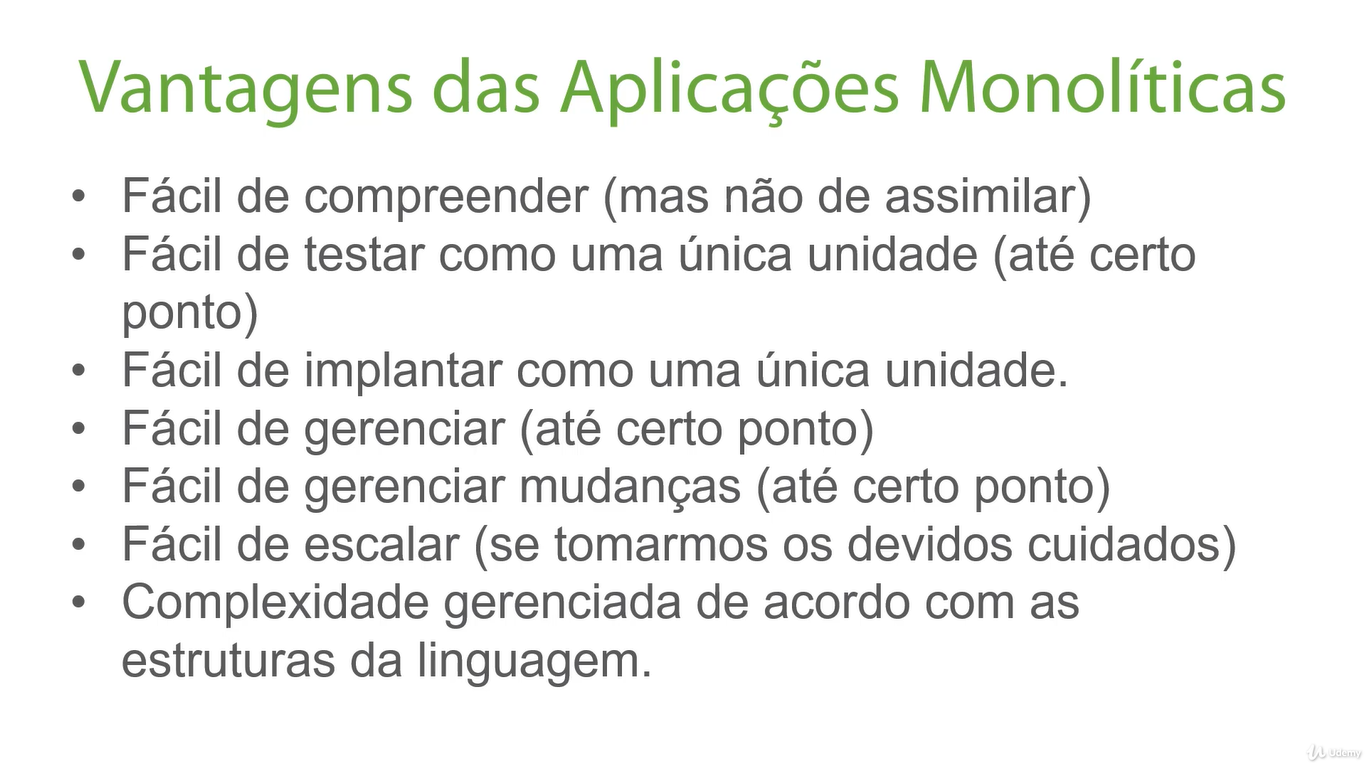 Vantagens das Aplicações Monolíticas
• Fácil de compreender (mas não de assimilar)
• Fácil de testar como uma única unidade (até certo
ponto)
• Fácil de implantar como uma única unidade.
• Fácil de gerenciar (até certo ponto)
• Fácil de gerenciar mudanças (até certo ponto)
• Fácil de escalar (se tomarmos os devidos cuidados)
• Complexidade gerenciada de acordo com as
estruturas da linguagem.
Udemy